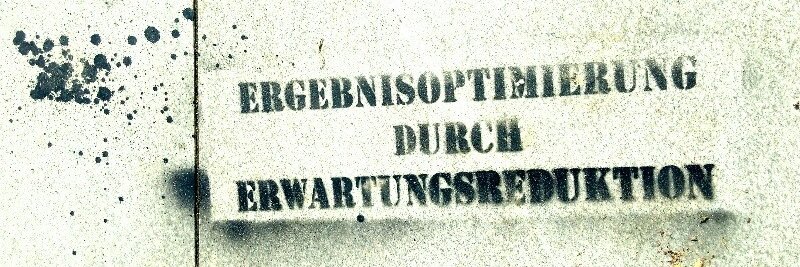 ERGEBNISOPTIMIERUNG
DURCH
ERWARTUNGSREDUKTION